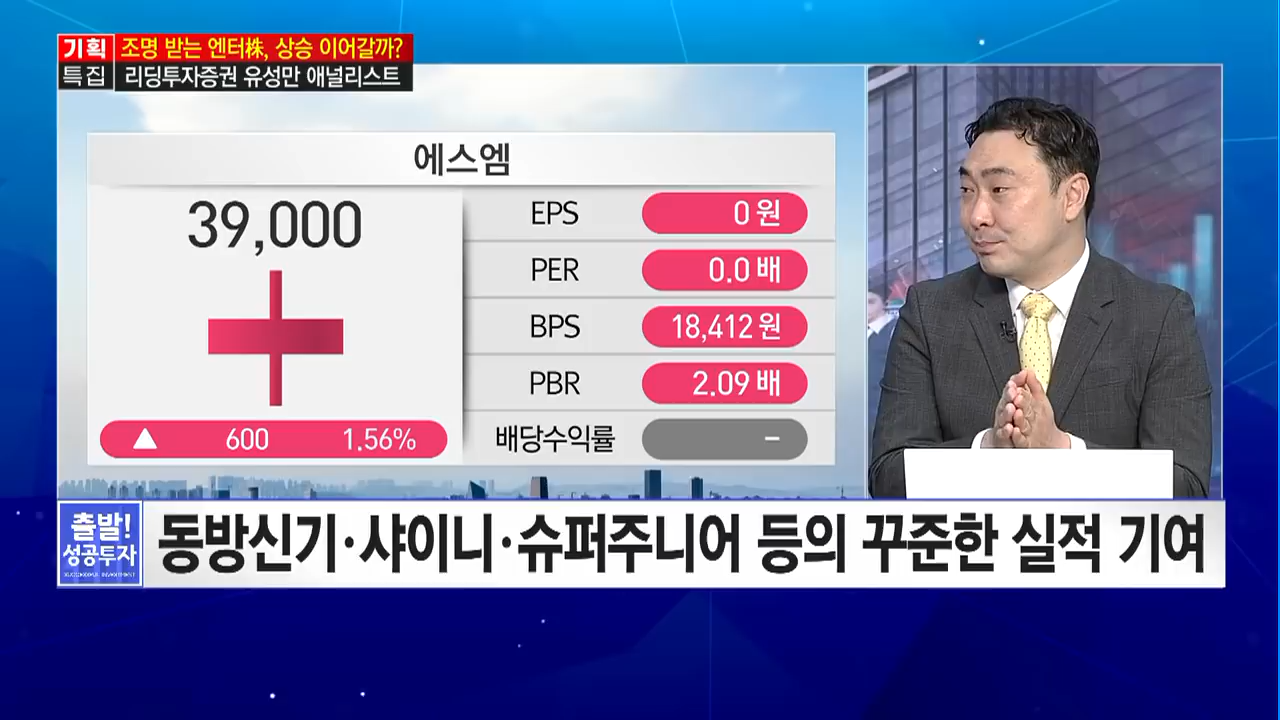 기획 조명 받는 엔터株, 상승 이어갈까?
특집 리딩투자증권 유성만 애널리스트
에스엠
39,000
▲ 600 1.56%
EPS 0 원
PER 0.0 배
BPS 18,412 원
PBR 2.09 배
배당수익률 –
출발!
성공투자
동방신기·샤이니·슈퍼주니어 등의 꾸준한 실적 기여